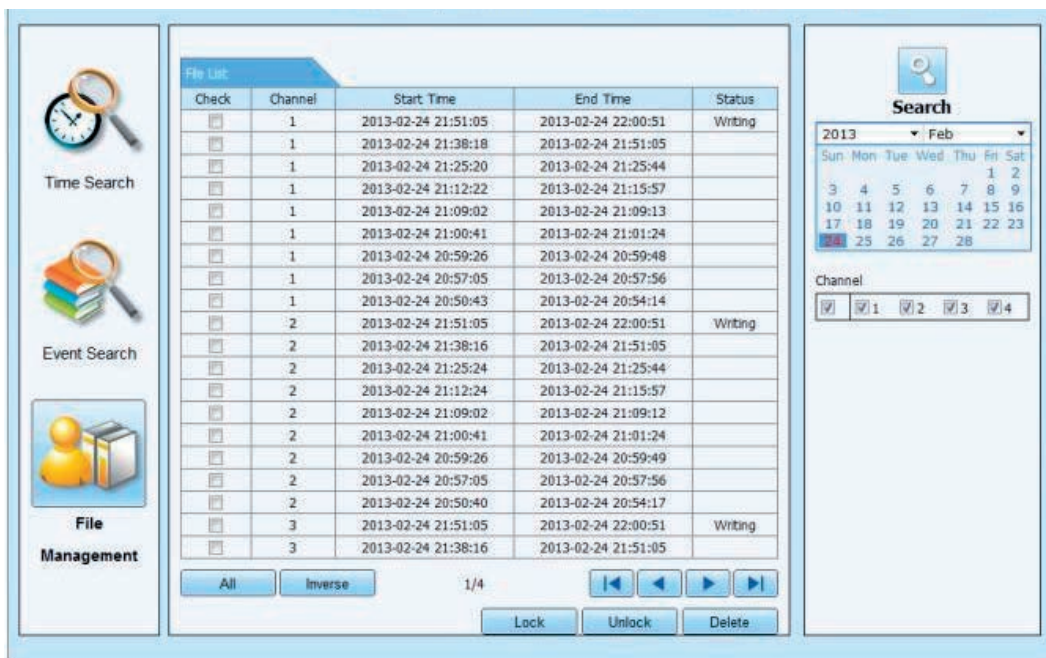 Time Search
Event Search
File
Management
File List
Check Channel Start Time End Time Status
1 2013-02-24 21:51:05 2013-02-24 22:00:51 Writing
1 2013-02-24 21:38:18 2013-02-24 21:51:05
1 2013-02-24 21:25:20 2013-02-24 21:25:44
1 2013-02-24 21:12:22 2013-02-24 21:15:57
1 2013-02-24 21:09:02 2013-02-24 21:09:13
1 2013-02-24 21:00:41 2013-02-24 21:01:24
1 2013-02-24 20:59:26 2013-02-24 20:59:48
1 2013-02-24 20:57:05 2013-02-24 20:57:56
1 2013-02-24 20:50:43 2013-02-24 20:54:14
2 2013-02-24 21:51:05 2013-02-24 22:00:51 Writing
2 2013-02-24 21:38:16 2013-02-24 21:51:05
2 2013-02-24 21:25:24 2013-02-24 21:25:44
2 2013-02-24 21:12:24 2013-02-24 21:15:57
2 2013-02-24 21:09:02 2013-02-24 21:09:12
2 2013-02-24 21:00:41 2013-02-24 21:01:24
2 2013-02-24 20:59:26 2013-02-24 20:59:49
2 2013-02-24 20:57:05 2013-02-24 20:57:56
2 2013-02-24 20:50:40 2013-02-24 20:54:17
3 2013-02-24 21:51:05 2013-02-24 22:00:51 Writing
3 2013-02-24 21:38:16 2013-02-24 21:51:05
All Inverse 1/4
Lock Unlock Delete
Search
2013 Feb
Sun Mon Tue Wed Thu Fri Sat
1 2
3 4 5 6 7 8 9
10 11 12 13 14 15 16
17 18 19 20 21 22 23
24 25 26 27 28
Channel
1 2 3 4